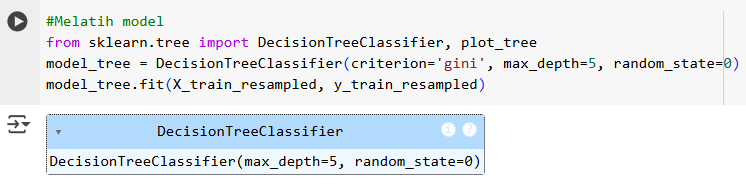 #Melatih model
from sklearn.tree import DecisionTreeClassifier, plot_tree
model_tree = DecisionTreeClassifier(criterion='gini', max_depth=5, random_state=0)
model_tree.fit(X_train_resampled, y_train_resampled)
DecisionTreeClassifier i ?
DecisionTreeClassifier(max_depth=5, random_state=0)